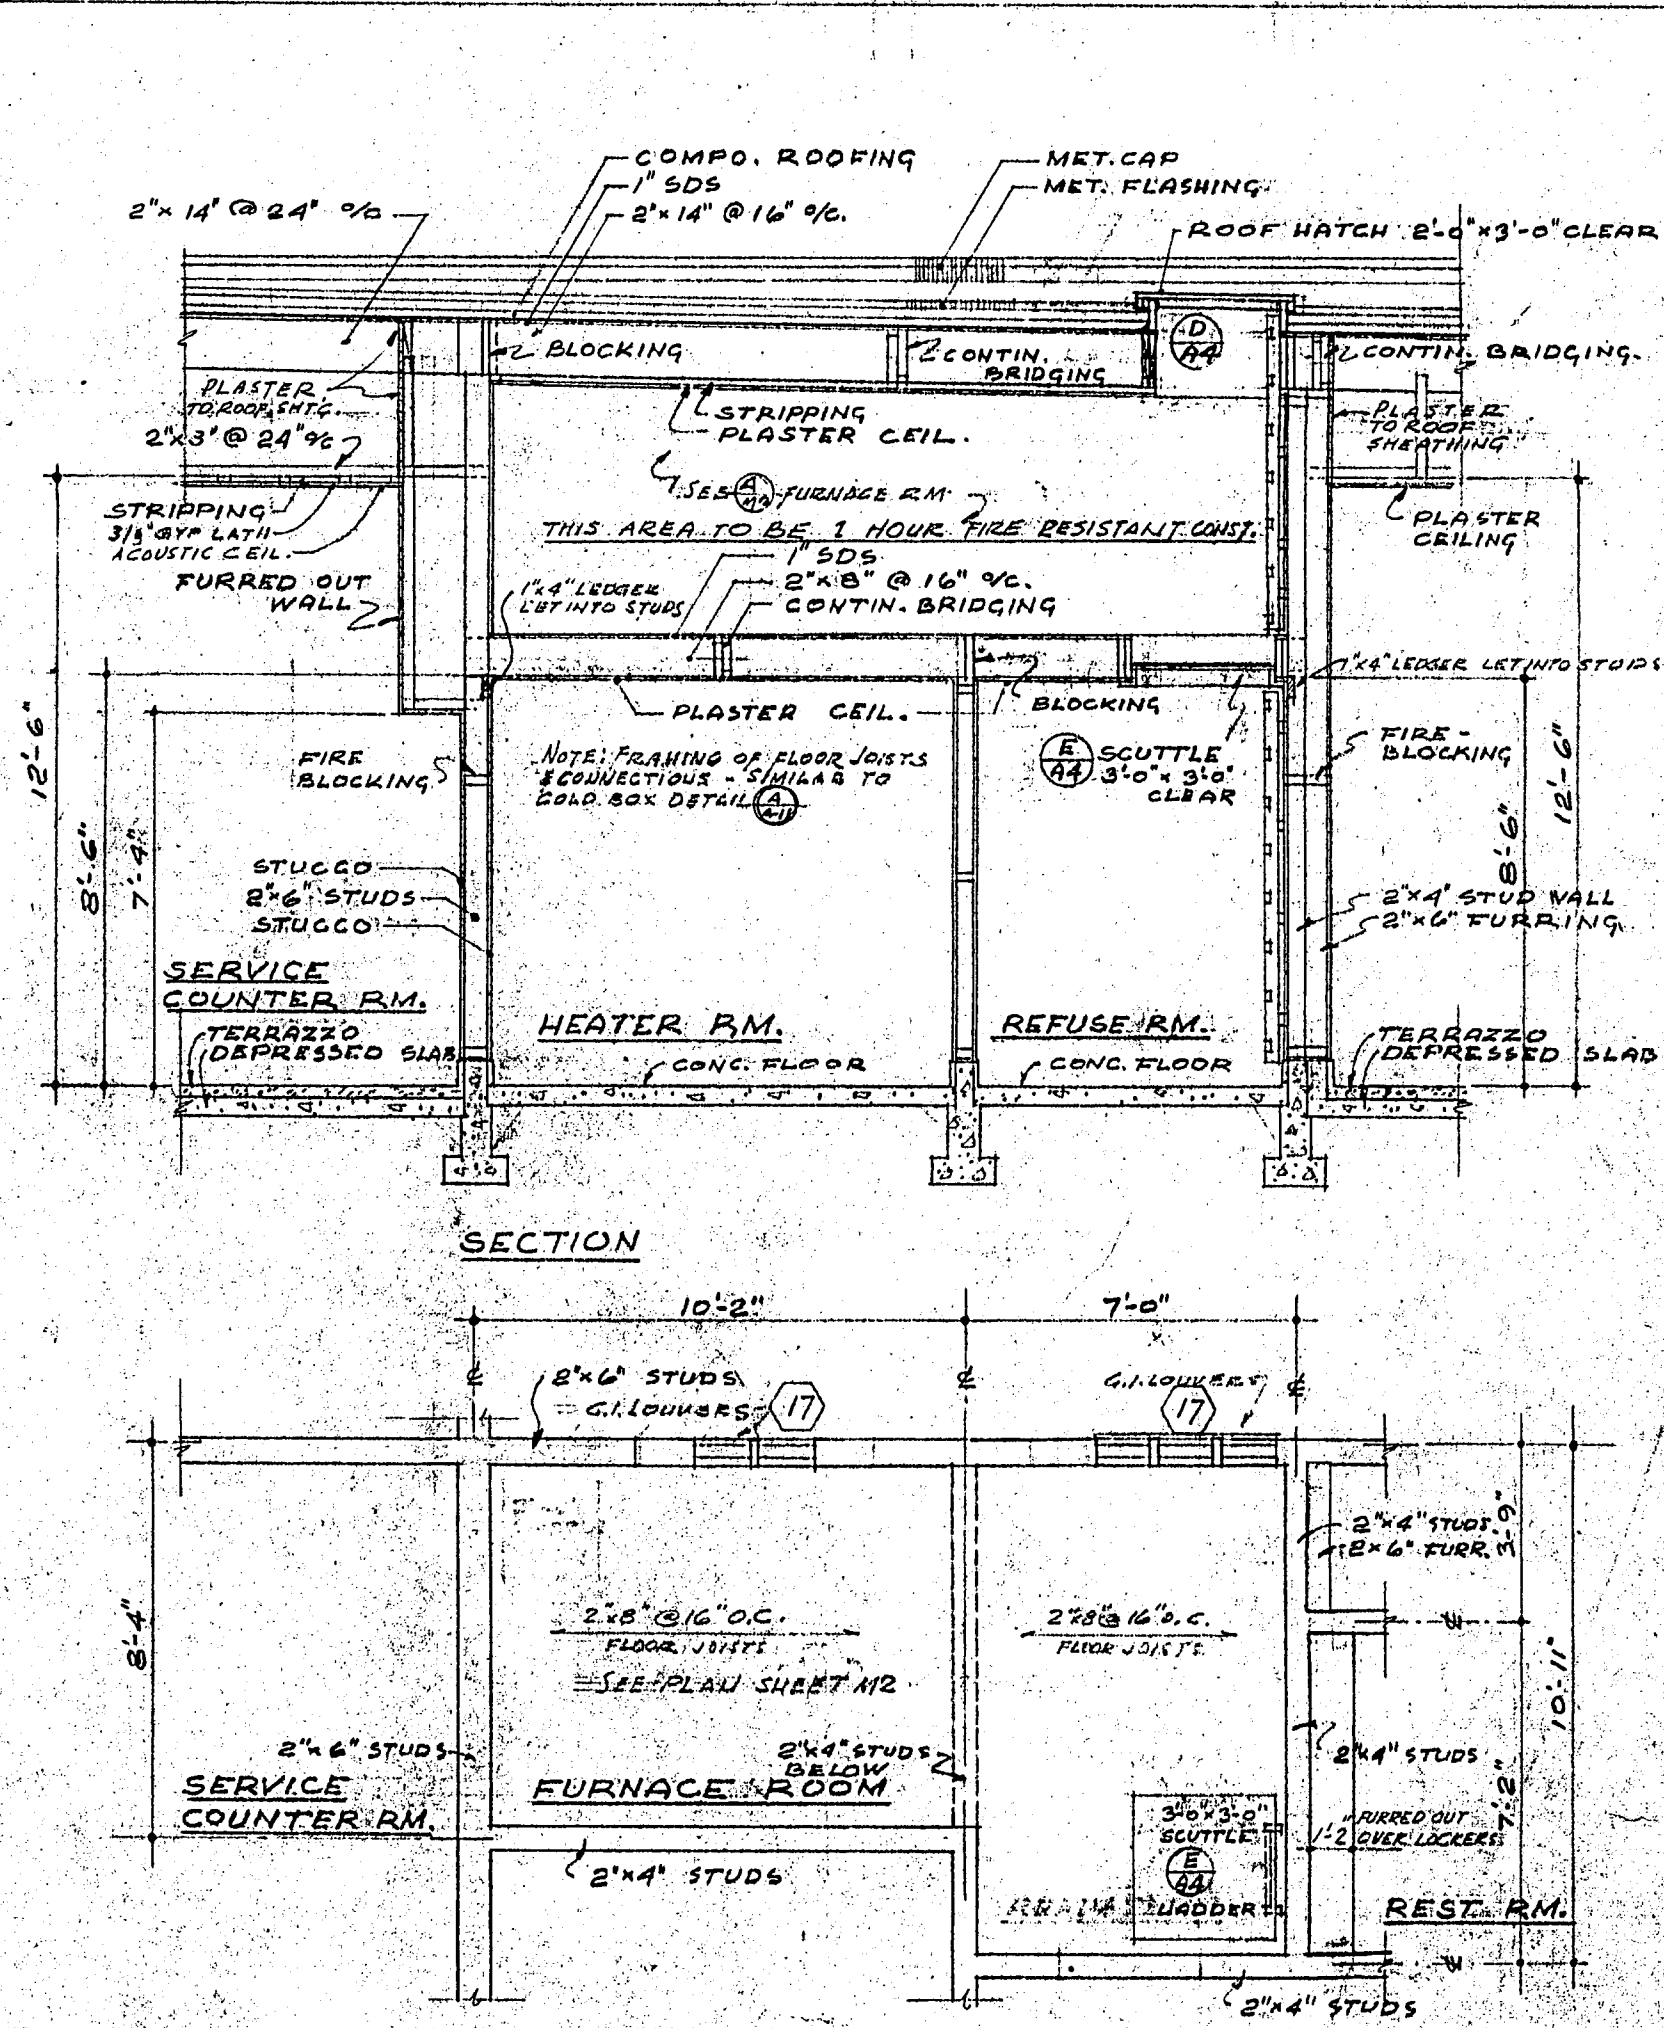 COMPO. ROOFING
1" SDS
2"x14" @ 16" o/c.
MET. CAP
MET. FLASHING.
2"x 14" @ 24" o/c
ROOF HATCH 2'-0"x3'-0" CLEAR
BLOCKING
CONTIN.
BRIDGING
D
A4
CONTIN. BRIDGING.
PLASTER
TO ROOF SHTG.
2"x3" @ 24" o/c
STRIPPING
PLASTER CEIL.
PLASTER
TO ROOF
SHEATHING
SEE A FURNACE RM.
THIS AREA TO BE 1 HOUR FIRE RESISTANT CONST.
STRIPPING
3/8" GYP LATH
ACOUSTIC CEIL.
PLASTER
CEILING
FURRED OUT
WALL
1"x4" LEDGER
LET INTO STUDS
1" SDS
2"x8" @ 16" o/c.
CONTIN. BRIDGING
1"x4" LEDGER LET INTO STUDS
PLASTER CEIL.
BLOCKING
12'-6"
8'-6"
7'-4"
FIRE
BLOCKING
NOTE: FRAMING OF FLOOR JOISTS
& CONNECTIONS - SIMILAR TO
COLD BOX DETAIL A
A-11
E
A4
SCUTTLE
3'-0" x 3'-0"
CLEAR
FIRE-
BLOCKING
12'-6"
8'-6"
STUCCO
2"x6" STUDS
STUCCO
2"x4" STUD WALL
2"x6" FURRING
SERVICE
COUNTER RM.
TERRAZZO
DEPRESSED SLAB
HEATER RM.
CONC. FLOOR
REFUSE RM.
CONC. FLOOR
TERRAZZO
DEPRESSED SLAB
SECTION
10'-2"
7'-0"
2"x6" STUDS
G.I. LOUVERS
17
G.I. LOUVERS
17
8'-4"
2"x4" STUDS
2x6" FURR.
3'-9"
2"x8" @ 16" O.C.
FLOOR JOISTS
SEE PLAN SHEET M2
2"x8" @ 16" O.C.
FLOOR JOISTS
10'-11"
2"x6" STUDS
SERVICE
COUNTER RM.
2"x4" STUDS
BELOW
FURNACE ROOM
2"x4" STUDS
2"x4" STUDS
7'-2"
3'-0"x3'-0"
SCUTTLE
E
A4
LADDER
1'-2" FURRED OUT
OVER LOCKERS
REST RM.
2"x4" STUDS